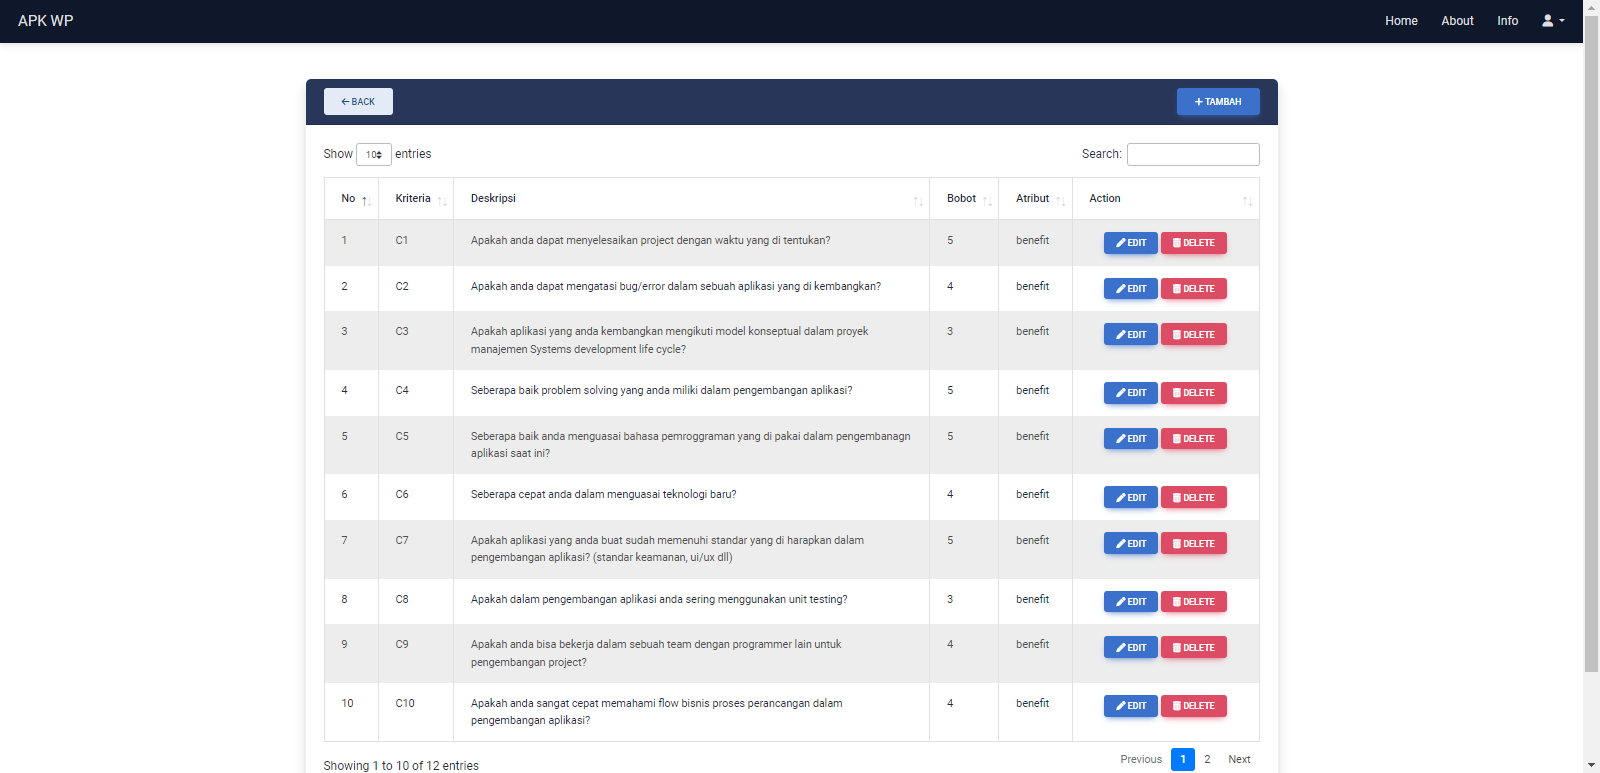 APK WP Home About Info
BACK TAMBAH
Show 10 entries Search:
No Kriteria Deskripsi Bobot Atribut Action
1 C1 Apakah anda dapat menyelesaikan project dengan waktu yang di tentukan? 5 benefit EDIT DELETE
2 C2 Apakah anda dapat mengatasi bug/error dalam sebuah aplikasi yang di kembangkan? 4 benefit EDIT DELETE
3 C3 Apakah aplikasi yang anda kembangkan mengikuti model konseptual dalam proyek 3 benefit EDIT DELETE
manajemen Systems development life cycle?
4 C4 Seberapa baik problem solving yang anda miliki dalam pengembangan aplikasi? 5 benefit EDIT DELETE
5 C5 Seberapa baik anda menguasai bahasa pemroggraman yang di pakai dalam pengembanagn 5 benefit EDIT DELETE
aplikasi saat ini?
6 C6 Seberapa cepat anda dalam menguasai teknologi baru? 4 benefit EDIT DELETE
7 C7 Apakah aplikasi yang anda buat sudah memenuhi standar yang di harapkan dalam 5 benefit EDIT DELETE
pengembangan aplikasi? (standar keamanan, ui/ux dll)
8 C8 Apakah dalam pengembangan aplikasi anda sering menggunakan unit testing? 3 benefit EDIT DELETE
9 C9 Apakah anda bisa bekerja dalam sebuah team dengan programmer lain untuk 4 benefit EDIT DELETE
pengembangan project?
10 C10 Apakah anda sangat cepat memahami flow bisnis proses perancangan dalam 4 benefit EDIT DELETE
pengembangan aplikasi?
Showing 1 to 10 of 12 entries Previous 1 2 Next